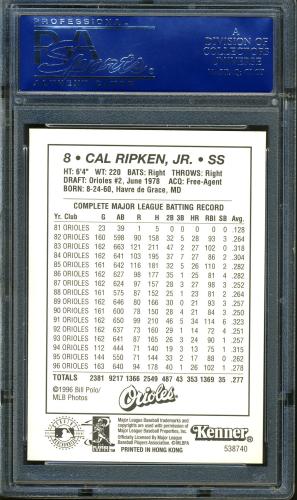 PROFESSIONAL
PSA
Sports
A
DIVISION OF
COLLECTORS
UNIVERSE
8 • CAL RIPKEN, JR. • SS
HT: 6'4" WT: 220 BATS: Right THROWS: Right
DRAFT: Orioles #2, June 1978 ACQ: Free-Agent
BORN: 8-24-60, Havre de Grace, MD
COMPLETE MAJOR LEAGUE BATTING RECORD
Yr. Club G AB R H 2B 3B HR RBI SB Avg.
81 ORIOLES 23 39 1 5 0 0 0 0 0 .128
82 ORIOLES 160 598 90 158 32 5 28 93 3 .264
83 ORIOLES 162 663 121 211 47 2 27 102 0 .318
84 ORIOLES 162 641 103 195 37 7 27 86 2 .304
85 ORIOLES 161 642 116 181 32 5 26 110 2 .282
86 ORIOLES 162 627 98 177 35 1 25 81 4 .282
87 ORIOLES 162 624 97 157 28 3 27 98 3 .252
88 ORIOLES 161 575 87 152 25 1 23 81 2 .264
89 ORIOLES 162 646 80 166 30 0 21 93 3 .257
90 ORIOLES 161 600 78 150 28 4 21 84 3 .250
91 ORIOLES 162 650 99 210 46 5 34 114 6 .323
92 ORIOLES 162 637 73 160 29 1 14 72 4 .251
93 ORIOLES 162 641 87 165 26 3 24 90 1 .257
94 ORIOLES 112 444 71 140 19 3 13 75 1 .315
95 ORIOLES 144 550 71 144 33 2 17 88 0 .262
96 ORIOLES 163 640 94 178 40 1 26 102 1 .278
TOTALS 2381 9217 1366 2549 487 43 353 1369 35 .277
©1996 Bill Polo/
MLB Photos
Orioles
Major League Baseball trademarks and
copyrights are used with permission of
Major League Baseball Properties, Inc.
Officially Licensed By Major League
Baseball Players Association. ©MLBPA
PRINTED IN HONG KONG
Kenner
538740